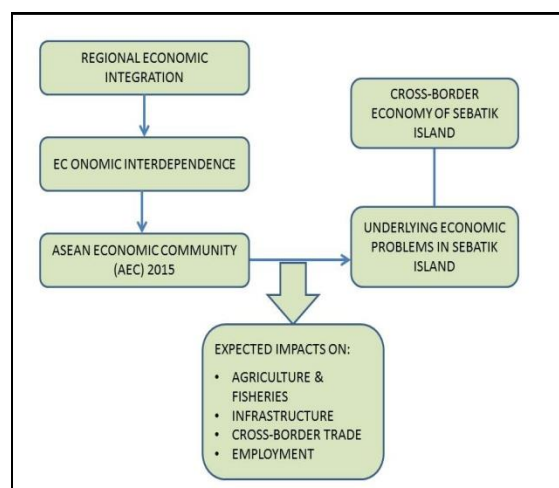 REGIONAL ECONOMIC
INTEGRATION
EC ONOMIC INTERDEPENDENCE
ASEAN ECONOMIC COMMUNITY
(AEC) 2015
CROSS-BORDER
ECONOMY OF SEBATIK
ISLAND
UNDERLYING ECONOMIC
PROBLEMS IN SEBATIK
ISLAND
EXPECTED IMPACTS ON:
• AGRICULTURE &
FISHERIES
• INFRASTRUCTURE
• CROSS-BORDER TRADE
• EMPLOYMENT